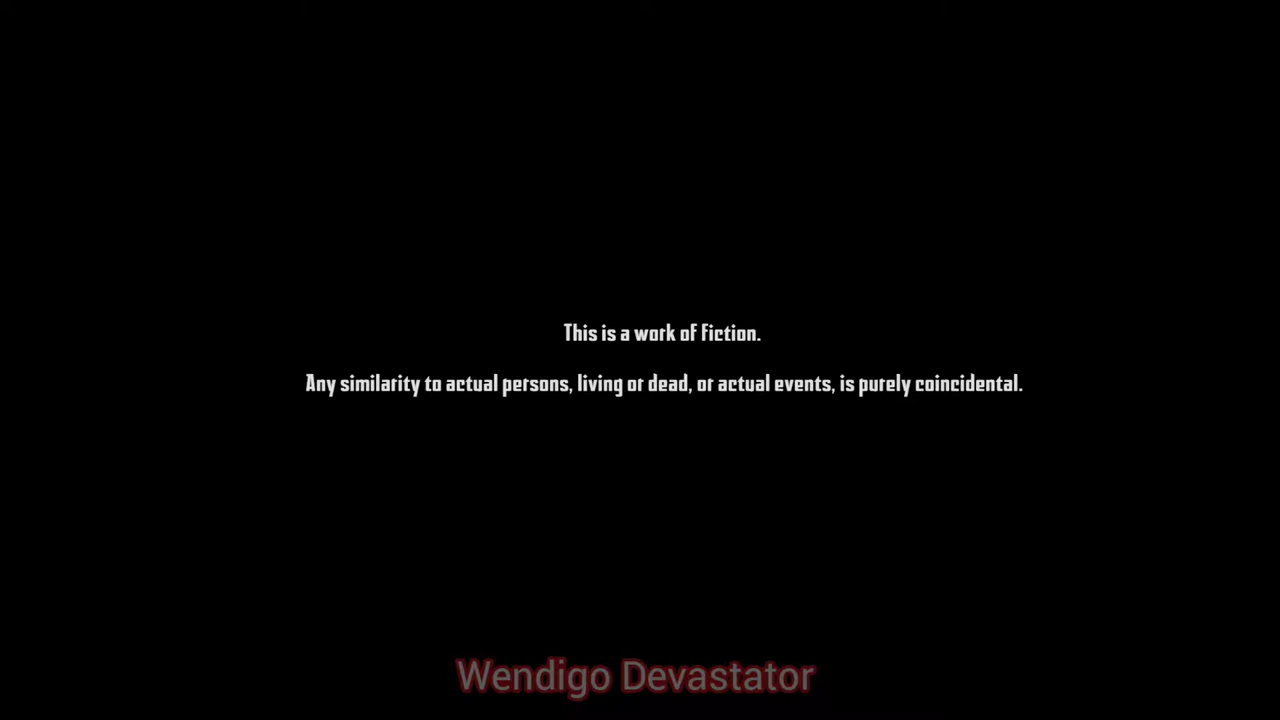 This is a work of fiction.
Any similarity to actual persons, living or dead, or actual events, is purely coincidental.
Wendigo Devastator